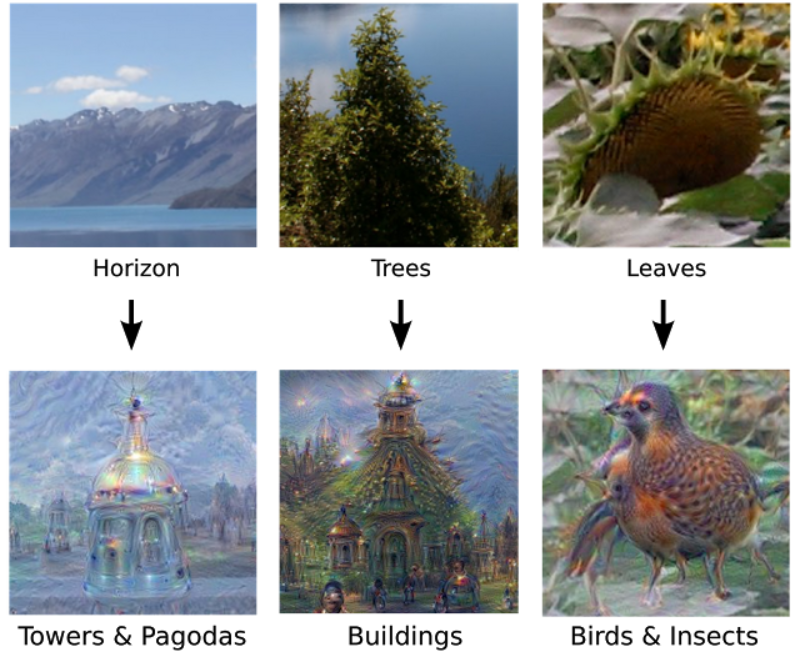 Horizon
Trees
Leaves
Towers & Pagodas
Buildings
Birds & Insects